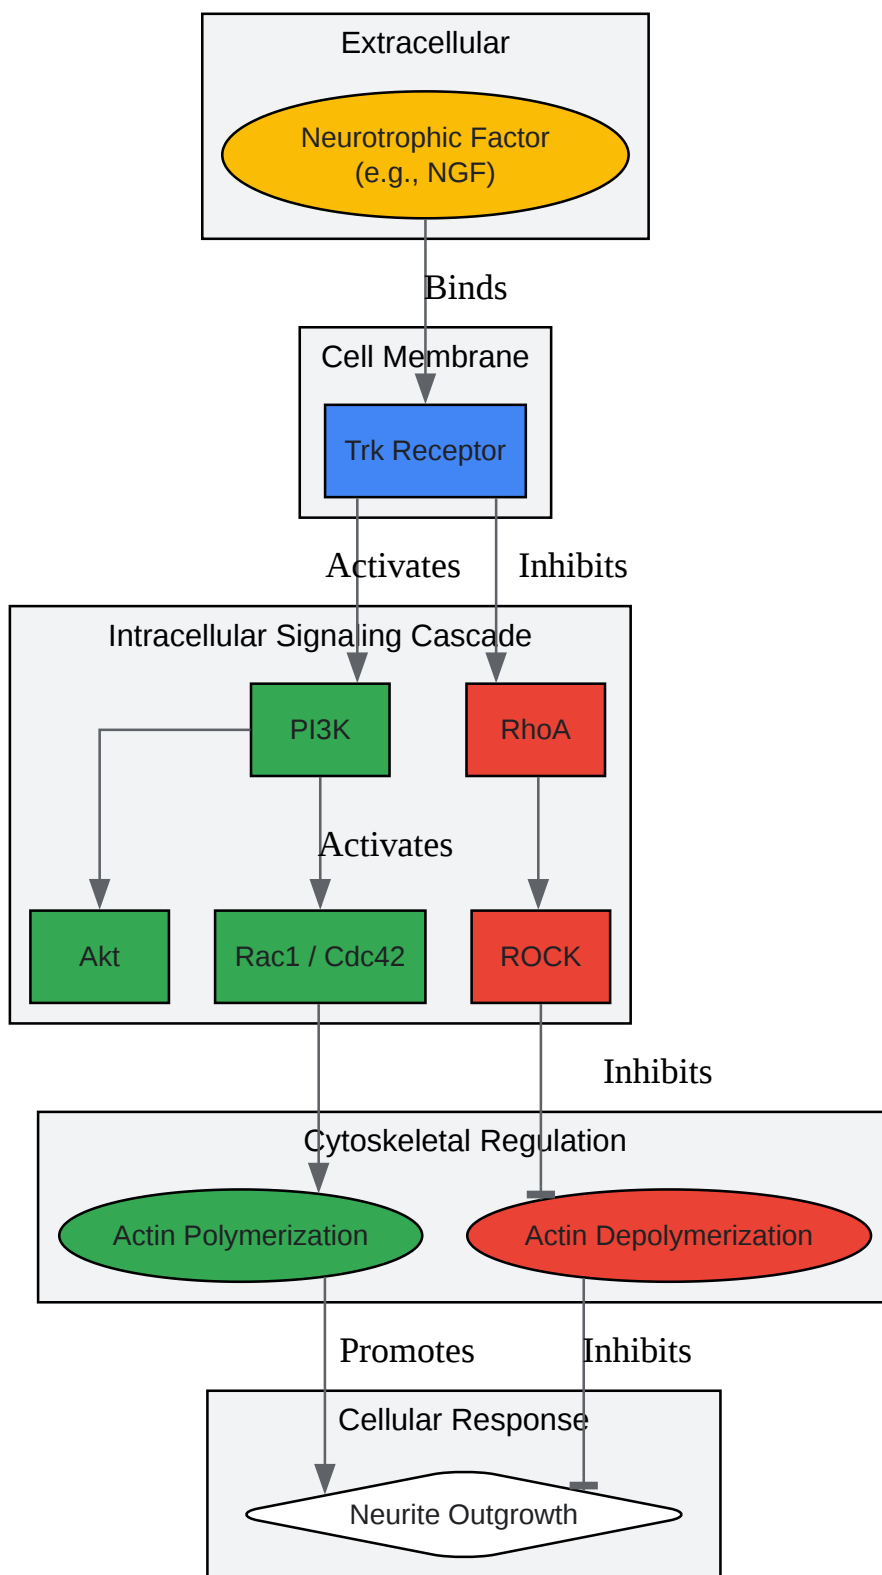 Extracellular
Neurotrophic Factor
(e.g., NGF)
Binds
Cell Membrane
Trk Receptor
Activates
Inhibits
Intracellular Signaling Cascade
PI3K
RhoA
Activates
Akt
Rac1 / Cdc42
ROCK
Inhibits
Cytoskeletal Regulation
Actin Polymerization
Actin Depolymerization
Promotes
Inhibits
Cellular Response
Neurite Outgrowth